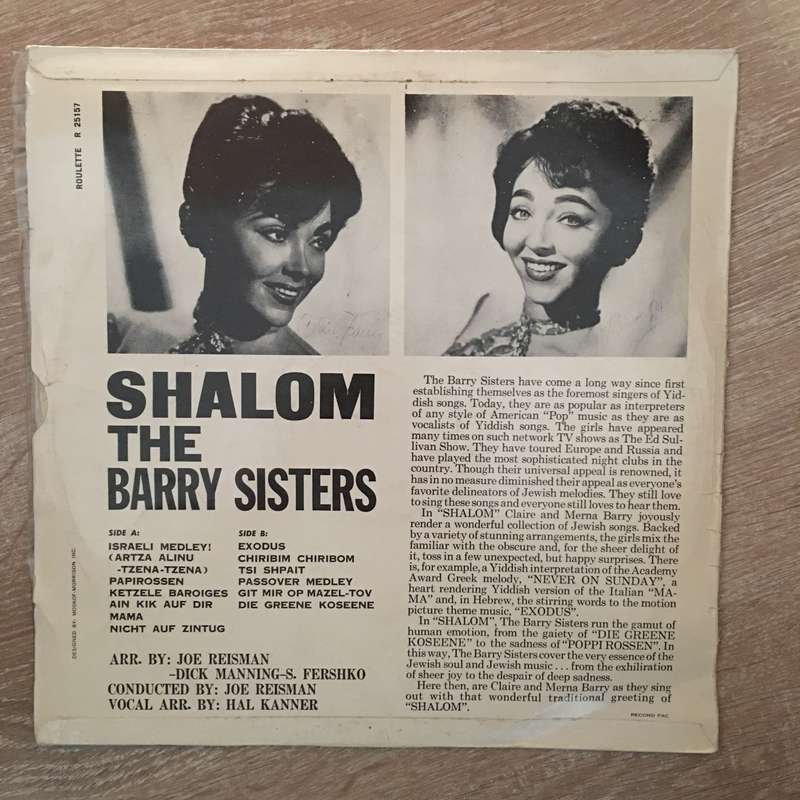 ROULETTE R 25157
SHALOM
THE
BARRY SISTERS
SIDE A:
ISRAELI MEDLEY!
(ARTZA ALINU
-TZENA-TZENA)
PAPIROSSEN
KETZELE BAROIGES
AIN KIK AUF DIR
MAMA
NICHT AUF ZINTUG
SIDE B:
EXODUS
CHIRIBIM CHIRIBOM
TSI SHPAIT
PASSOVER MEDLEY
GIT MIR OP MAZEL-TOV
DIE GREENE KOSEENE
ARR. BY: JOE REISMAN
-DICK MANNING-S. FERSHKO
CONDUCTED BY: JOE REISMAN
VOCAL ARR. BY: HAL KANNER
The Barry Sisters have come a long way since first
establishing themselves as the foremost singers of Yid-
dish songs. Today, they are as popular as interpreters
of any style of American "Pop" music as they are as
vocalists of Yiddish songs. The girls have appeared
many times on such network TV shows as The Ed Sul-
livan Show. They have toured Europe and Russia and
have played the most sophisticated night clubs in the
country. Though their universal appeal is renowned, it
has in no measure diminished their appeal as everyone's
favorite delineators of Jewish melodies. They still love
to sing these songs and everyone still loves to hear them.
In "SHALOM" Claire and Merna Barry joyously
render a wonderful collection of Jewish songs. Backed
by a variety of stunning arrangements, the girls mix the
familiar with the obscure and, for the sheer delight of
it, toss in a few unexpected, but happy surprises. There
is, for example, a Yiddish interpretation of the Academy
Award Greek melody, "NEVER ON SUNDAY", a
heart rendering Yiddish version of the Italian "MA-
MA" and, in Hebrew, the stirring words to the motion
picture theme music, "EXODUS".
In "SHALOM", The Barry Sisters run the gamut of
human emotion, from the gaiety of "DIE GREENE
KOSEENE" to the sadness of "POPPI ROSSEN". In
this way, The Barry Sisters cover the very essence of the
Jewish soul and Jewish music . . . from the exhiliration
of sheer joy to the despair of deep sadness.
Here then, are Claire and Merna Barry as they sing
out with that wonderful traditional greeting of
"SHALOM".
RECORD PAC